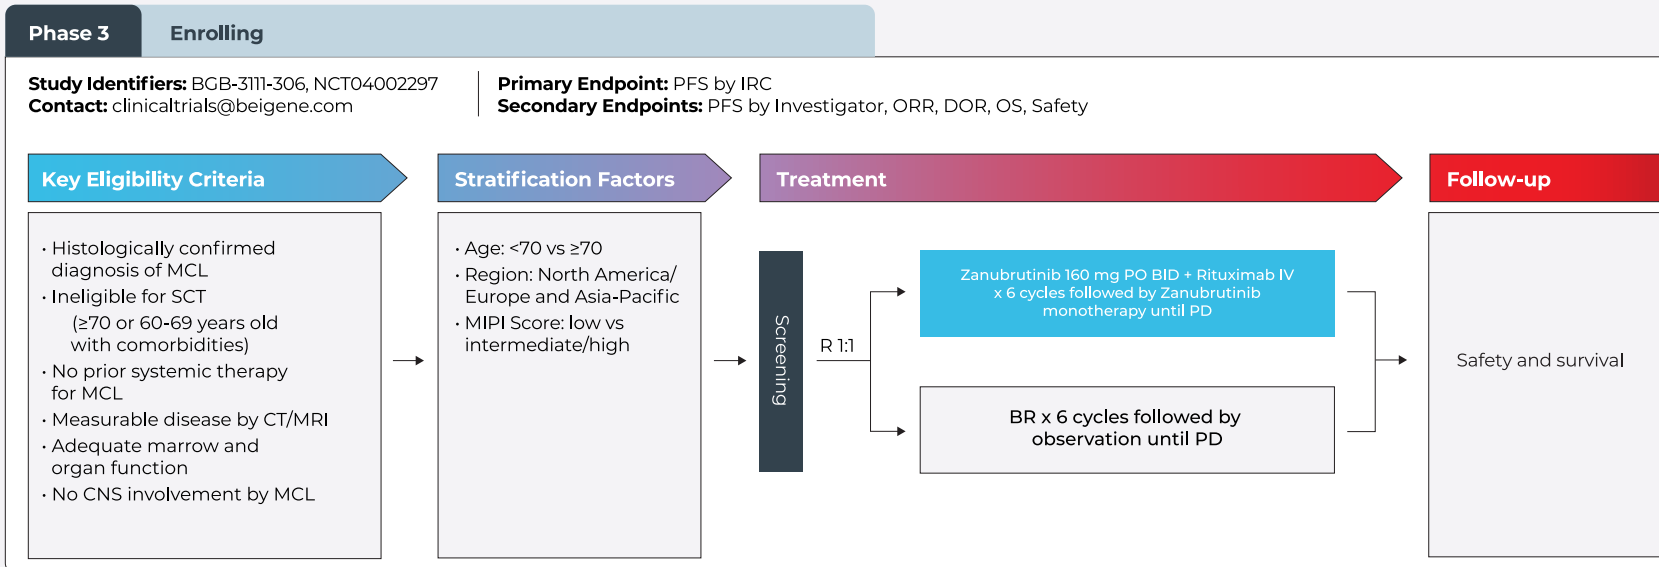 Phase 3
Enrolling
Study Identifiers: BGB-3111-306, NCT04002297
Contact: clinicaltrials@beigene.com
Primary Endpoint: PFS by IRC
Secondary Endpoints: PFS by Investigator, ORR, DOR, OS, Safety
Key Eligibility Criteria
· Histologically confirmed
diagnosis of MCL
· Ineligible for SCT
(≥70 or 60-69 years old
with comorbidities)
· No prior systemic therapy
for MCL
· Measurable disease by CT/MRI
· Adequate marrow and
organ function
· No CNS involvement by MCL
Stratification Factors
· Age: <70 vs ≥70
· Region: North America/
Europe and Asia-Pacific
· MIPI Score: low vs
intermediate/high
Treatment
Screening
R 1:1
Zanubrutinib 160 mg PO BID + Rituximab IV
x 6 cycles followed by Zanubrutinib
monotherapy until PD
BR x 6 cycles followed by
observation until PD
Follow-up
Safety and survival